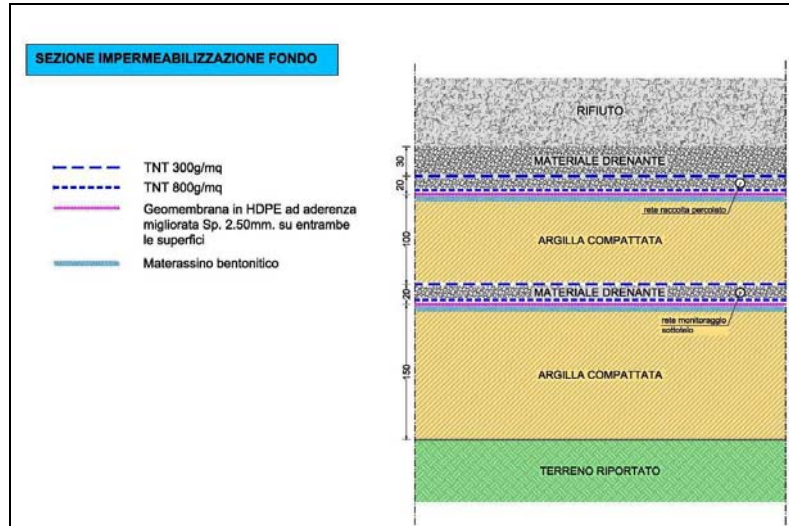 SEZIONE IMPERMEABILIZZAZIONE FONDO
TNT 300g/mq
TNT 800g/mq
Geomembrana in HDPE ad aderenza
migliorata Sp. 2.50mm. su entrambe
le superfici
Materassino bentonitico
RIFIUTO
30
MATERIALE DRENANTE
20
rete raccolta percolato
100
ARGILLA COMPATTATA
20
MATERIALE DRENANTE
rete monitoraggio
sottotelo
150
ARGILLA COMPATTATA
TERRENO RIPORTATO